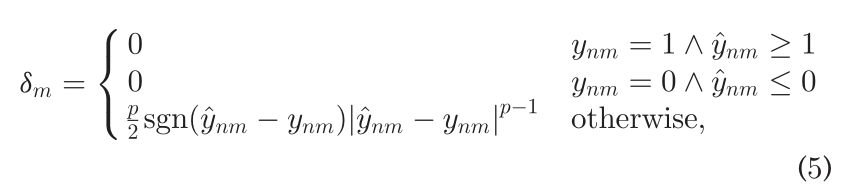 δ_m = { 0    y_nm = 1 ∧ ŷ_nm ≥ 1
0    y_nm = 0 ∧ ŷ_nm ≤ 0
p/2 sgn(ŷ_nm − y_nm)|ŷ_nm − y_nm|^{p−1}    otherwise,
(5)